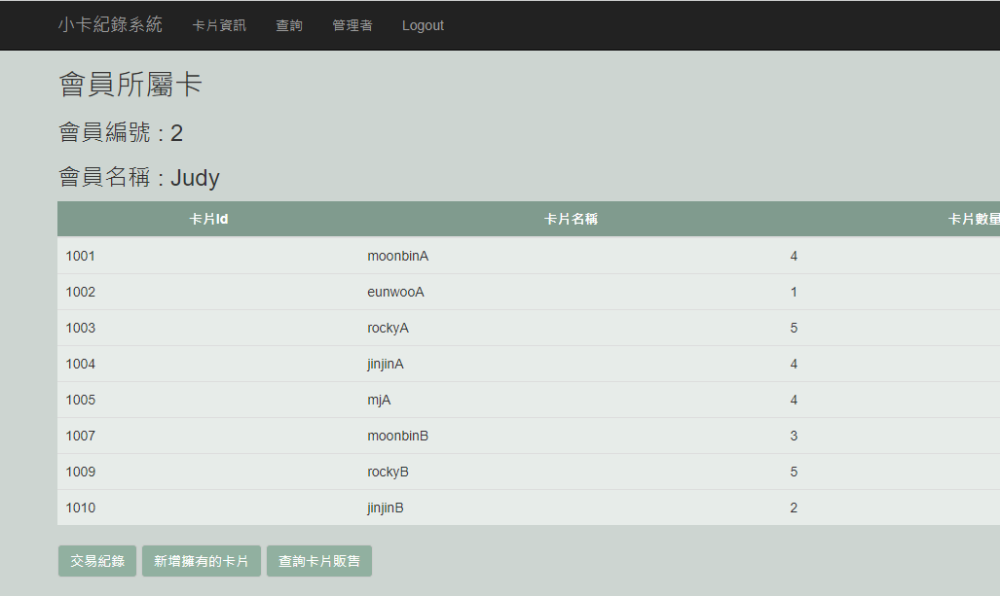 小卡紀錄系統 卡片資訊 查詢 管理者 Logout
會員所屬卡
會員編號 : 2
會員名稱 : Judy
卡片Id 卡片名稱 卡片數量
1001 moonbinA 4
1002 eunwooA 1
1003 rockyA 5
1004 jinjinA 4
1005 mjA 4
1007 moonbinB 3
1009 rockyB 5
1010 jinjinB 2
交易紀錄 新增擁有的卡片 查詢卡片販售